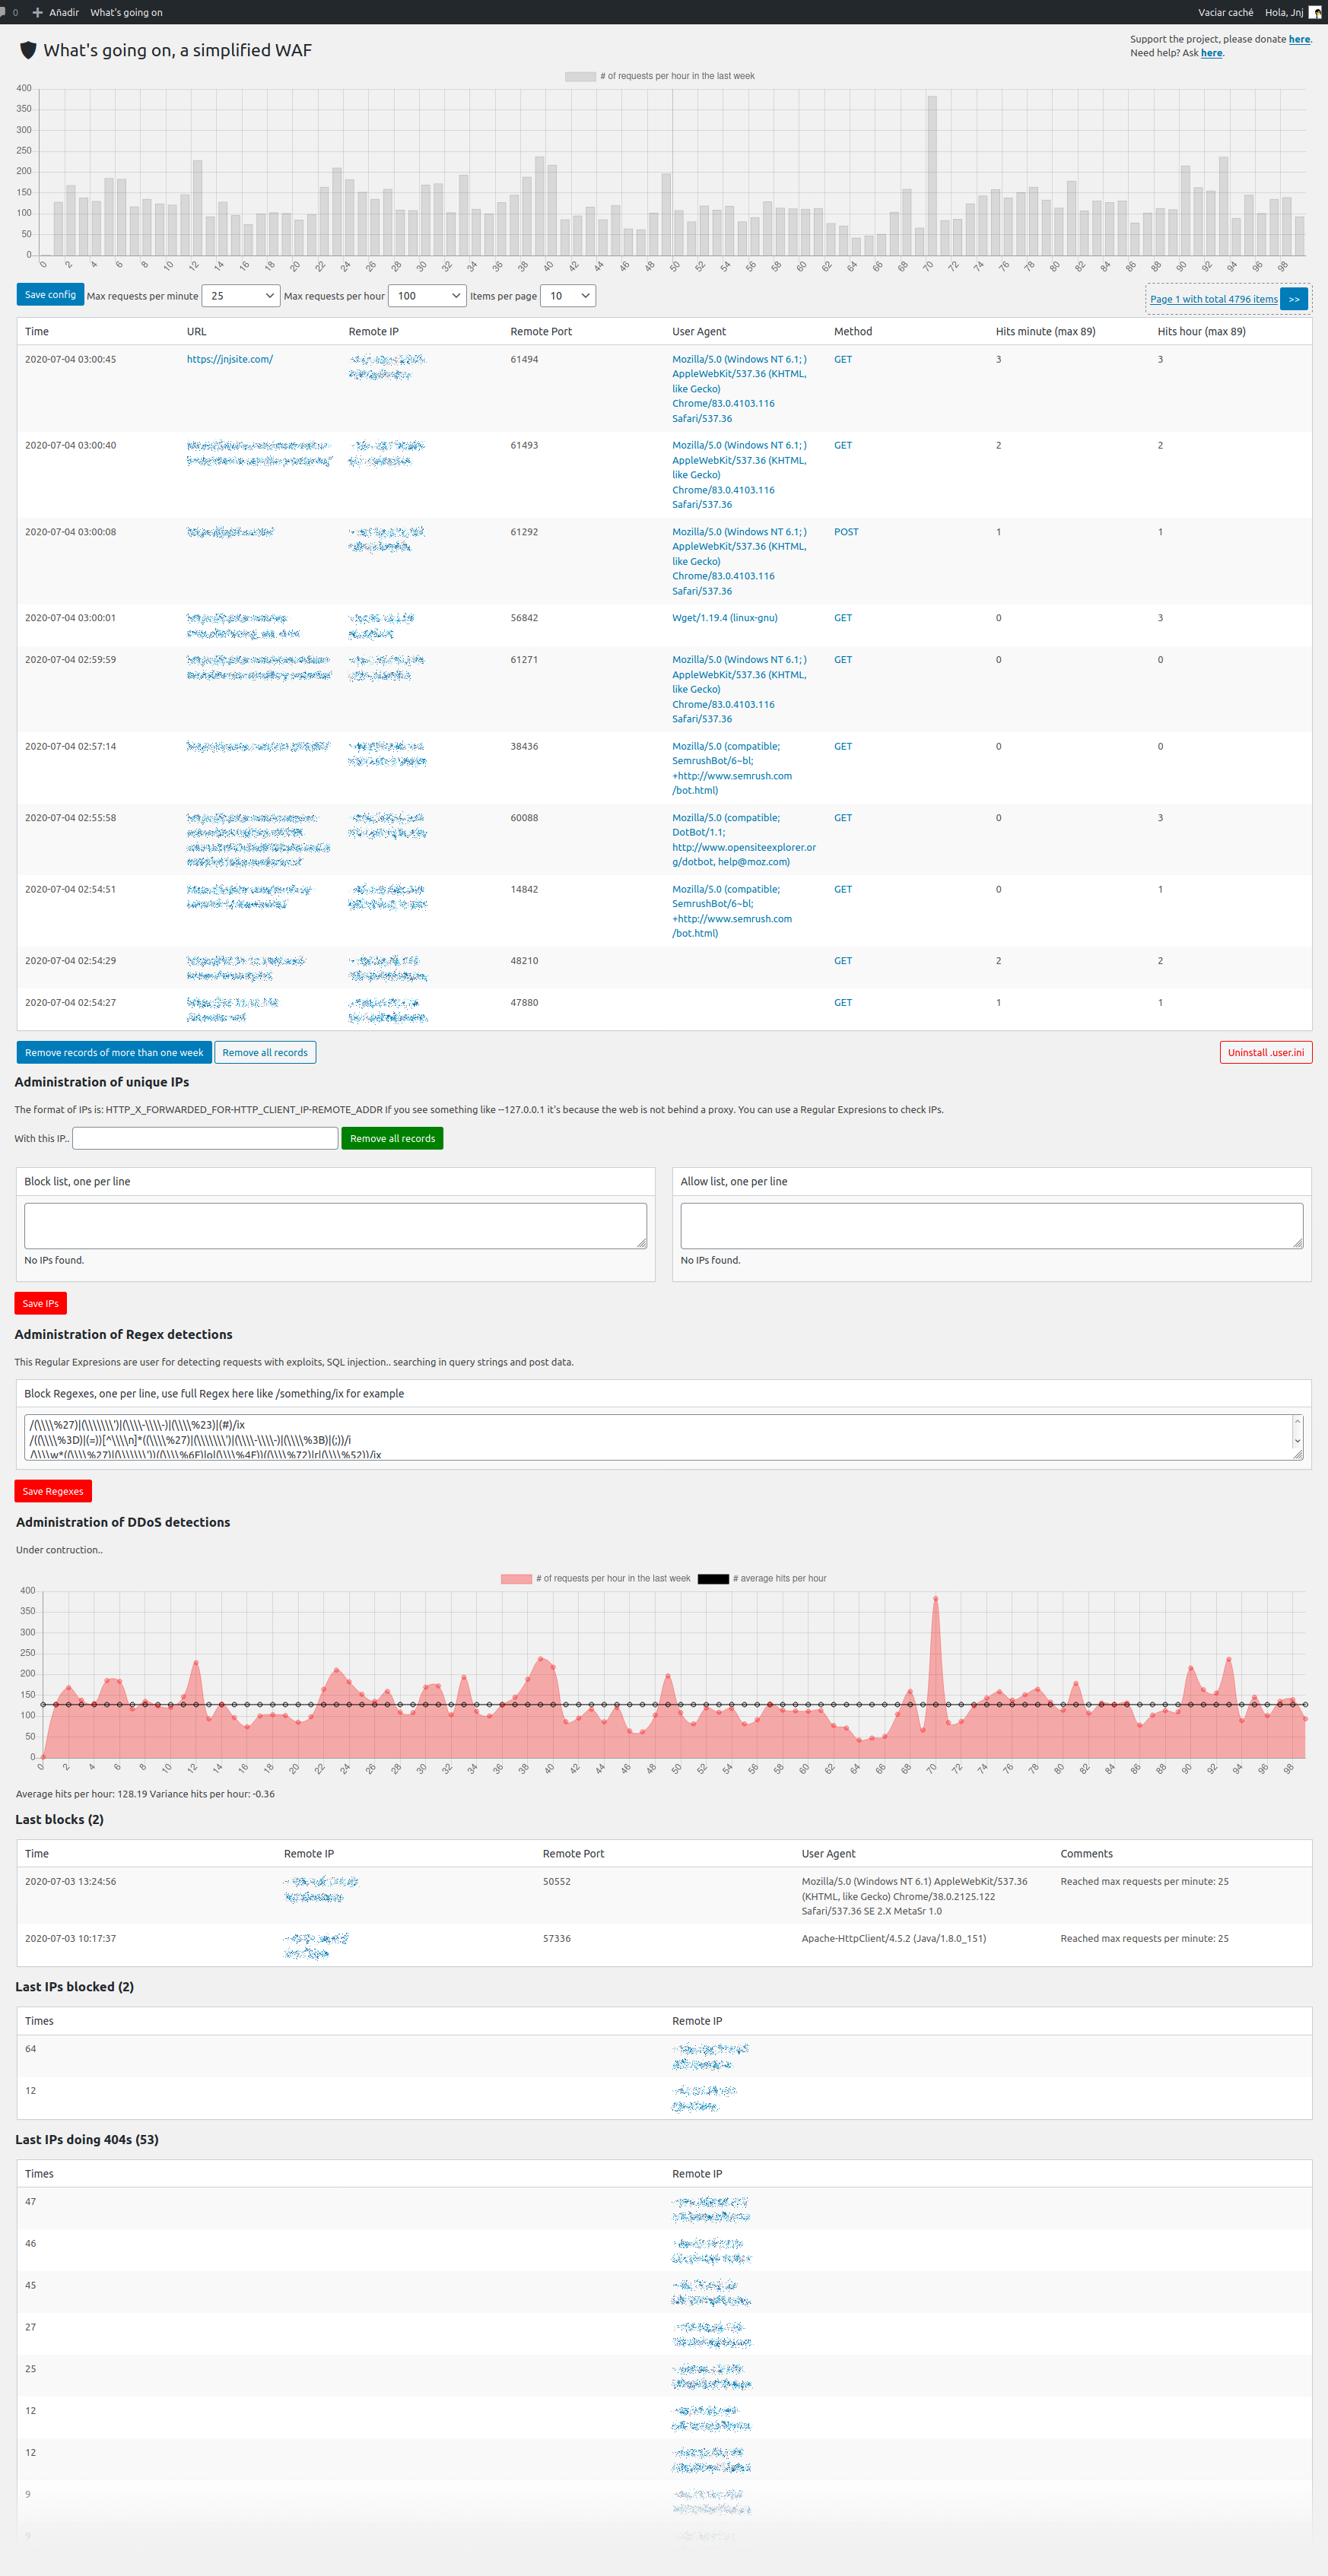 0 Añadir What's going on Vaciar caché Hola, Jnj
What's going on, a simplified WAF
Support the project, please donate here.
Need help? Ask here.
# of requests per hour in the last week
400
350
300
250
200
150
100
50
0
0 2 4 6 8 10 12 14 16 18 20 22 24 26 28 30 32 34 36 38 40 42 44 46 48 50 52 54 56 58 60 62 64 66 68 70 72 74 76 78 80 82 84 86 88 90 92 94 96 98
Save config Max requests per minute 25 Max requests per hour 100 Items per page 10 Page 1 with total 4796 items >>
Time URL Remote IP Remote Port User Agent Method Hits minute (max 89) Hits hour (max 89)
2020-07-04 03:00:45 https://jnjsite.com/ 61494 Mozilla/5.0 (Windows NT 6.1; ) GET 3 3
AppleWebKit/537.36 (KHTML,
like Gecko)
Chrome/83.0.4103.116
Safari/537.36
2020-07-04 03:00:40 61493 Mozilla/5.0 (Windows NT 6.1; ) GET 2 2
AppleWebKit/537.36 (KHTML,
like Gecko)
Chrome/83.0.4103.116
Safari/537.36
2020-07-04 03:00:08 61292 Mozilla/5.0 (Windows NT 6.1; ) POST 1 1
AppleWebKit/537.36 (KHTML,
like Gecko)
Chrome/83.0.4103.116
Safari/537.36
2020-07-04 03:00:01 56842 Wget/1.19.4 (linux-gnu) GET 0 3
2020-07-04 02:59:59 61271 Mozilla/5.0 (Windows NT 6.1; ) GET 0 0
AppleWebKit/537.36 (KHTML,
like Gecko)
Chrome/83.0.4103.116
Safari/537.36
2020-07-04 02:57:14 38436 Mozilla/5.0 (compatible; GET 0 0
SemrushBot/6~bl;
+http://www.semrush.com
/bot.html)
2020-07-04 02:55:58 60088 Mozilla/5.0 (compatible; GET 0 3
DotBot/1.1;
http://www.opensiteexplorer.or
g/dotbot, help@moz.com)
2020-07-04 02:54:51 14842 Mozilla/5.0 (compatible; GET 0 1
SemrushBot/6~bl;
+http://www.semrush.com
/bot.html)
2020-07-04 02:54:29 48210 GET 2 2
2020-07-04 02:54:27 47880 GET 1 1
Remove records of more than one week Remove all records Uninstall .user.ini
Administration of unique IPs
The format of IPs is: HTTP_X_FORWARDED_FOR-HTTP_CLIENT_IP-REMOTE_ADDR If you see something like --127.0.0.1 it's because the web is not behind a proxy. You can use a Regular Expresions to check IPs.
With this IP.. Remove all records
Block list, one per line Allow list, one per line
No IPs found. No IPs found.
Save IPs
Administration of Regex detections
This Regular Expresions are user for detecting requests with exploits, SQL injection.. searching in query strings and post data.
Block Regexes, one per line, use full Regex here like /something/ix for example
/(\\\\%27)|(\\\\\\\')|(\\\\-\\\\-)|(\\\\%23)|(#)/ix
/((\\\\%3D)|(=))[^\\\\n]*((\\\\%27)|(\\\\\\\')|(\\\\-\\\\-)|(\\\\%3B)|(;))/i
/\\\\w*((\\\\%27)|(\\\\\\\'))((\\\\%6F)|o|(\\\\%4F))((\\\\%72)|r|(\\\\%52))/ix
Save Regexes
Administration of DDoS detections
Under contruction..
# of requests per hour in the last week # average hits per hour
400
350
300
250
200
150
100
50
0
0 2 4 6 8 10 12 14 16 18 20 22 24 26 28 30 32 34 36 38 40 42 44 46 48 50 52 54 56 58 60 62 64 66 68 70 72 74 76 78 80 82 84 86 88 90 92 94 96 98
Average hits per hour: 128.19 Variance hits per hour: -0.36
Last blocks (2)
Time Remote IP Remote Port User Agent Comments
2020-07-03 13:24:56 50552 Mozilla/5.0 (Windows NT 6.1) AppleWebKit/537.36 Reached max requests per minute: 25
(KHTML, like Gecko) Chrome/38.0.2125.122
Safari/537.36 SE 2.X MetaSr 1.0
2020-07-03 10:17:37 57336 Apache-HttpClient/4.5.2 (Java/1.8.0_151) Reached max requests per minute: 25
Last IPs blocked (2)
Times Remote IP
64
12
Last IPs doing 404s (53)
Times Remote IP
47
46
45
27
25
12
12
9
9